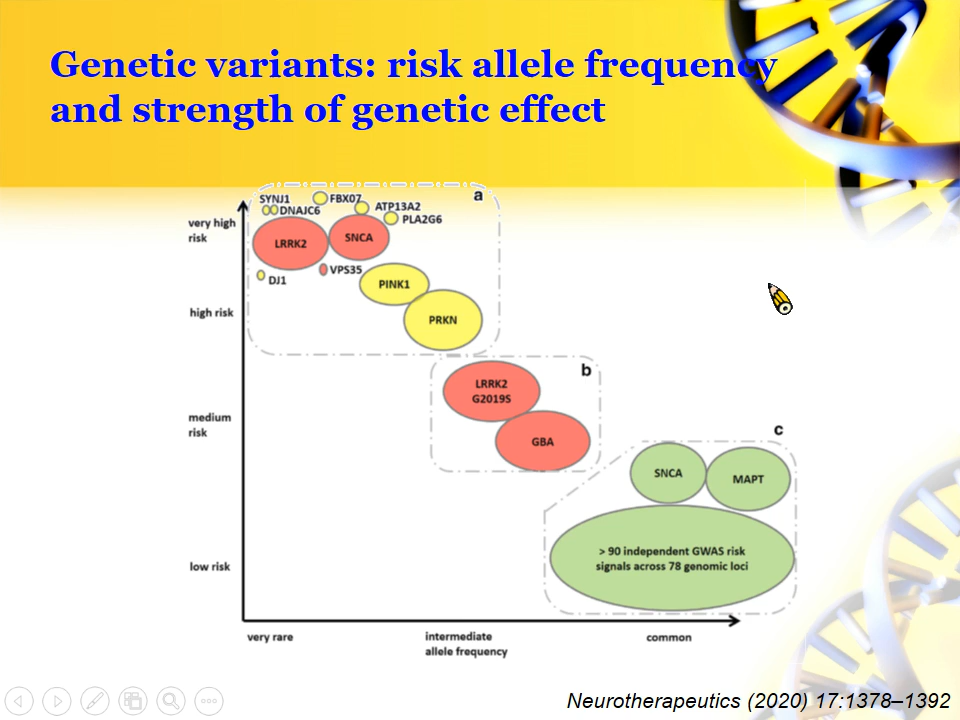 Genetic variants: risk allele frequency
and strength of genetic effect
a
SYNJ1
FBX07
DNAJC6
ATP13A2
PLA2G6
very high
risk
LRRK2
SNCA
DJ1
VPS35
PINK1
high risk
PRKN
b
LRRK2
G2019S
medium
risk
GBA
c
SNCA
MAPT
> 90 independent GWAS risk
signals across 78 genomic loci
low risk
very rare
intermediate
allele frequency
common
Neurotherapeutics (2020) 17:1378–1392